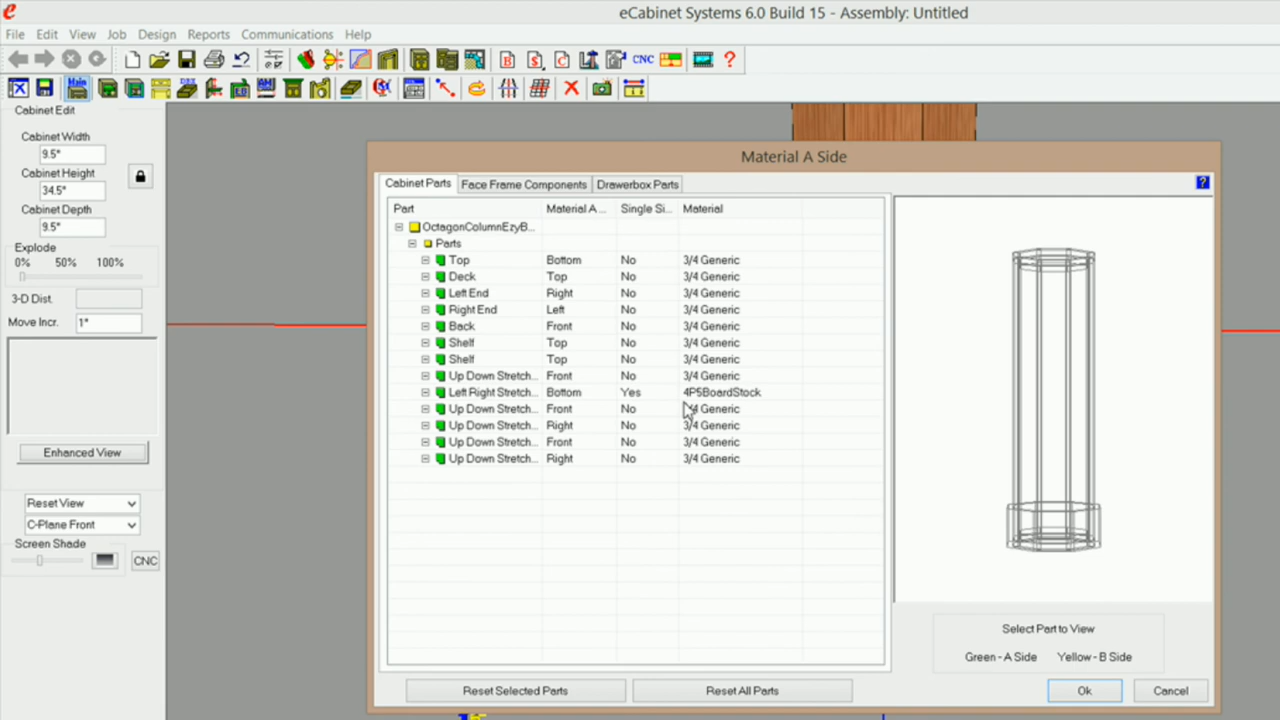 eCabinet Systems 6.0 Build 15 - Assembly: Untitled
File Edit View Job Design Reports Communications Help
CNC
Main
Cabinet Edit
Cabinet Width
9.5"
Cabinet Height
34.5"
Cabinet Depth
9.5"
Explode
0% 50% 100%
3-D Dist.
Move Incr. 1"
Enhanced View
Reset View
C-Plane Front
Screen Shade
CNC
Material A Side
Cabinet Parts Face Frame Components Drawerbox Parts
Part Material A... Single Si... Material
OctagonColumnEzyB...
Parts
Top Bottom No 3/4 Generic
Deck Top No 3/4 Generic
Left End Right No 3/4 Generic
Right End Left No 3/4 Generic
Back Front No 3/4 Generic
Shelf Top No 3/4 Generic
Shelf Top No 3/4 Generic
Up Down Stretch... Front No 3/4 Generic
Left Right Stretch... Bottom Yes 4P5BoardStock
Up Down Stretch... Front No Generic
Up Down Stretch... Right No 3/4 Generic
Up Down Stretch... Front No 3/4 Generic
Up Down Stretch... Right No 3/4 Generic
Select Part to View
Green - A Side Yellow - B Side
Reset Selected Parts Reset All Parts Ok Cancel